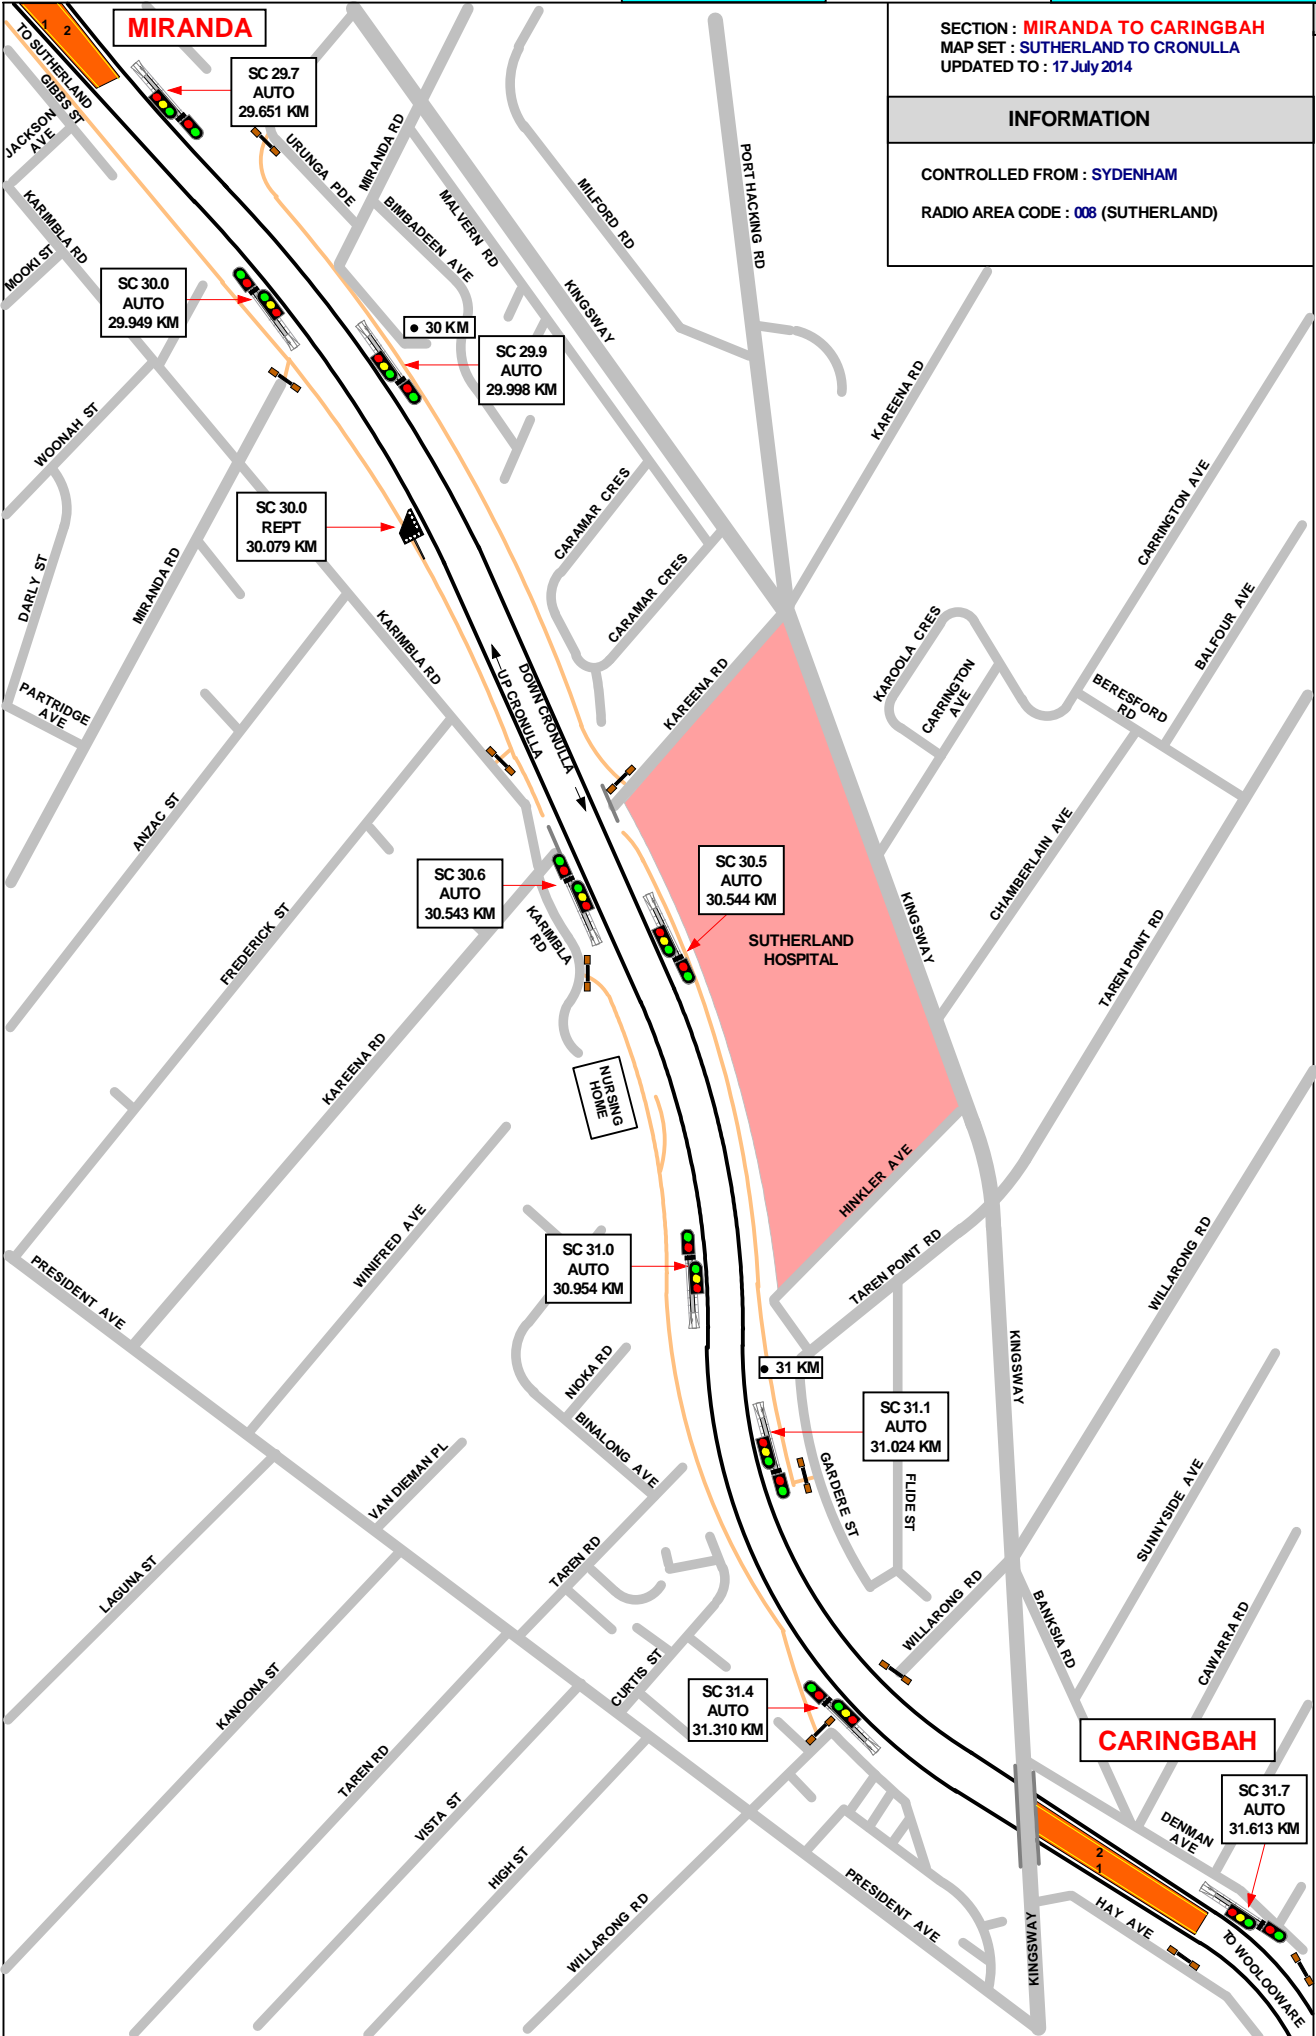 MIRANDA
SECTION : MIRANDA TO CARINGBAH
MAP SET : SUTHERLAND TO CRONULLA
UPDATED TO : 17 July 2014
INFORMATION
CONTROLLED FROM : SYDENHAM
RADIO AREA CODE : 008 (SUTHERLAND)
1
2
TO SUTHERLAND
GIBBS ST
JACKSON
AVE
SC 29.7
AUTO
29.651 KM
URUNGA PDE
MIRANDA RD
BIMBADEEN AVE
MALVERN RD
MILFORD RD
PORT HACKING RD
KINGSWAY
KARIMBLA RD
MOOKI ST
SC 30.0
AUTO
29.949 KM
30 KM
SC 29.9
AUTO
29.998 KM
KAREENA RD
WOONAH ST
SC 30.0
REPT
30.079 KM
CARAMAR CRES
CARAMAR CRES
CARRINGTON AVE
DARLY ST
MIRANDA RD
KARIMBLA RD
UP CRONULLA
DOWN CRONULLA
KAREENA RD
KAROOLA CRES
CARRINGTON
AVE
BALFOUR AVE
BERESFORD
RD
PARTRIDGE
AVE
ANZAC ST
CHAMBERLAIN AVE
SC 30.6
AUTO
30.543 KM
SC 30.5
AUTO
30.544 KM
FREDERICK ST
KARIMBLA
RD
SUTHERLAND
HOSPITAL
KINGSWAY
TAREN POINT RD
KAREENA RD
NURSING
HOME
HINKLER AVE
WINIFRED AVE
PRESIDENT AVE
SC 31.0
AUTO
30.954 KM
TAREN POINT RD
WILLARONG RD
NIOKA RD
31 KM
KINGSWAY
BINALONG AVE
SC 31.1
AUTO
31.024 KM
VAN DIEMAN PL
GARDERE ST
FLIDE ST
SUNNYSIDE AVE
LAGUNA ST
TAREN RD
WILLARONG RD
BANKSIA RD
CAWARRA RD
KANOONA ST
CURTIS ST
SC 31.4
AUTO
31.310 KM
CARINGBAH
TAREN RD
VISTA ST
HIGH ST
SC 31.7
AUTO
31.613 KM
DENMAN
AVE
2
1
WILLARONG RD
PRESIDENT AVE
KINGSWAY
HAY AVE
TO WOOLOOWARE